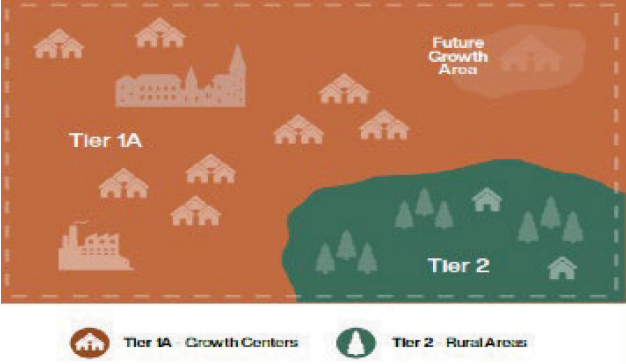 Future
Growth
Area
Tier 1A
Tier 2
Tier 1A - Growth Centers
Tier 2 - Rural Areas